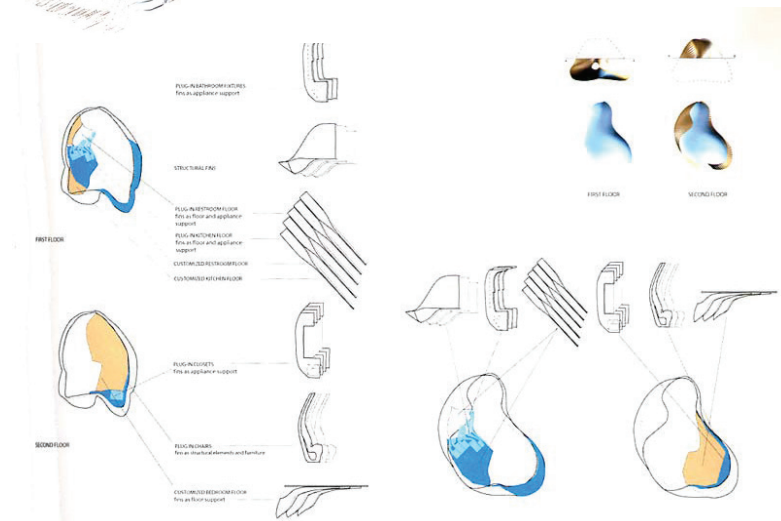 PLUG-IN BATHROOM FIXTURES
fins as appliance support
STRUCTURAL FINS
PLUG-IN RESTROOM FLOOR
fins as floor and appliance
support
PLUG-IN KITCHEN FLOOR
fins as floor and appliance
support
CUSTOMIZED RESTROOM FLOOR
CUSTOMIZED KITCHEN FLOOR
FIRST FLOOR
PLUG-IN CLOSETS
fins as appliance support
PLUG-IN CHAIRS
fins as structural elements and furniture
SECOND FLOOR
CUSTOMIZED BEDROOM FLOOR
fins as floor support
FIRST FLOOR
SECOND FLOOR